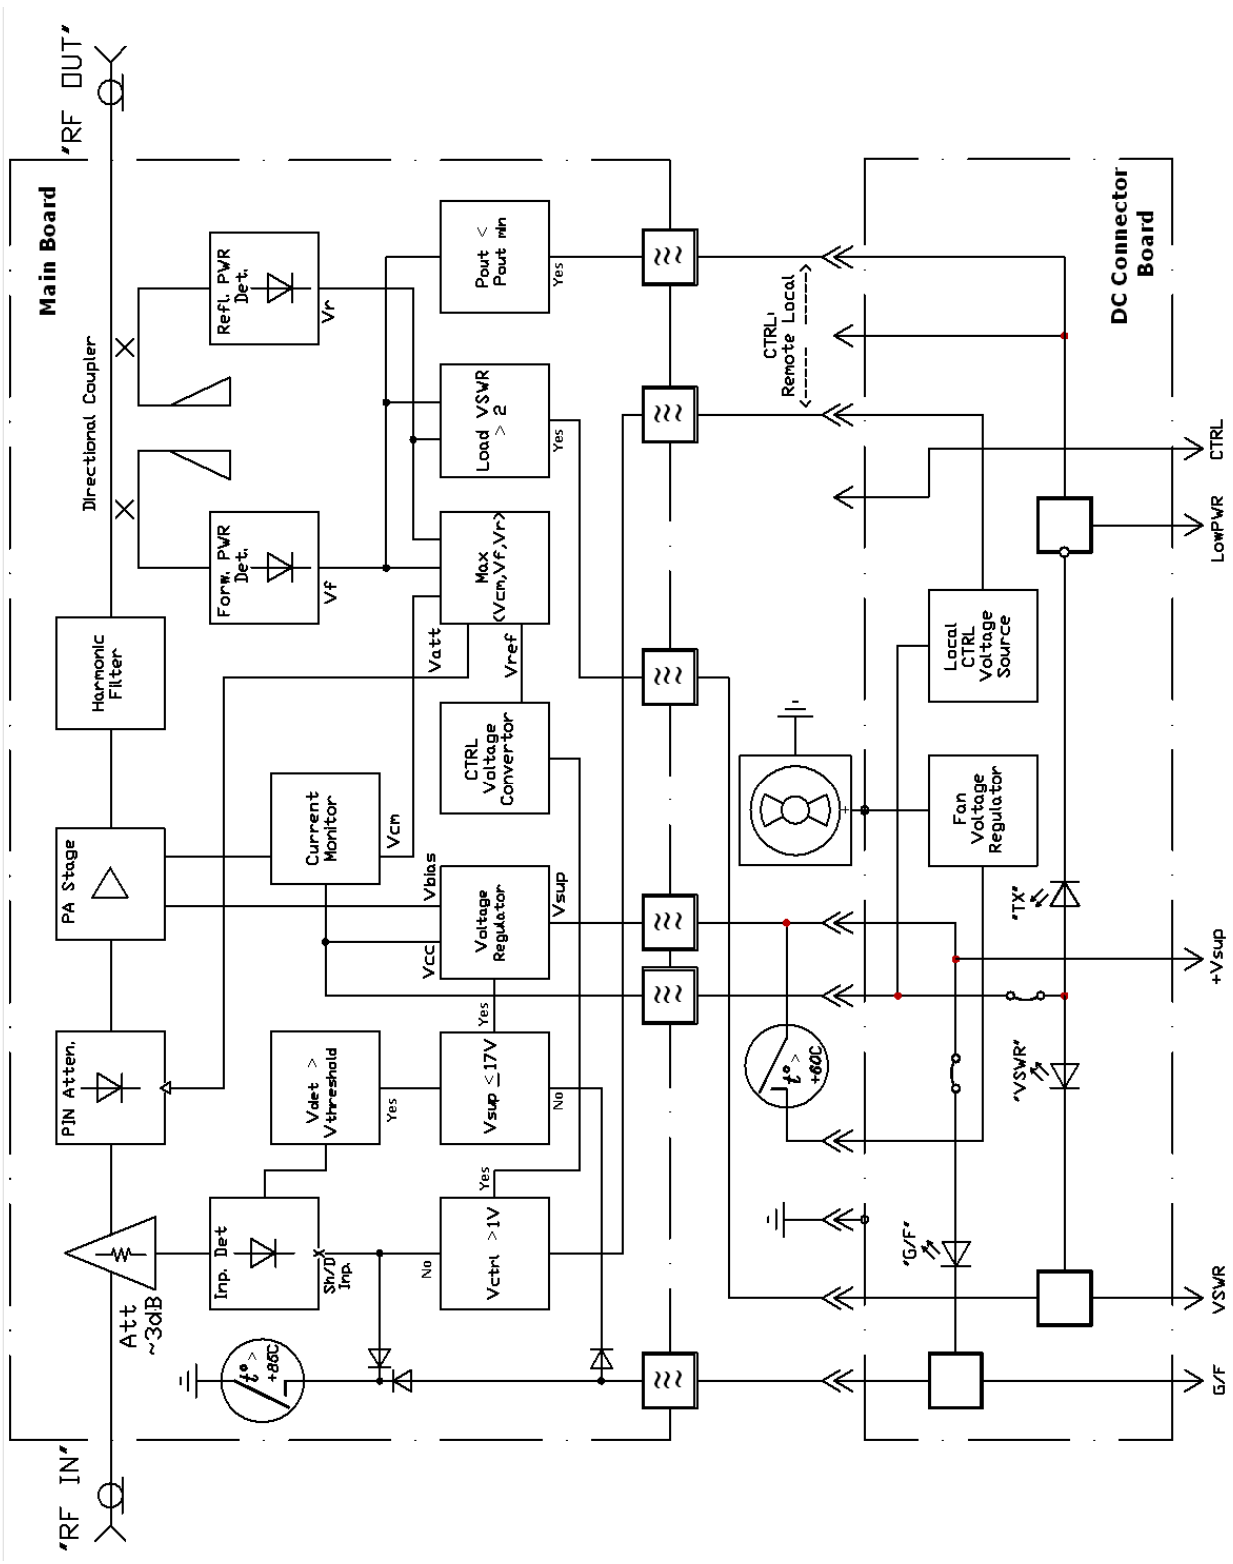 'RF IN'
'RF OUT'
Main Board
Att
~3dB
PIN Atten.
PA Stage
Harmonic
Filter
Directional Coupler
Inp. Det
Sh/D
Inp.
t° >
+85C
Vdet >
Vthreshold
Yes
Current
Monitor
Vcm
Forw. PWR
Det.
Vf
Refl. PWR
Det.
Vr
No
Vctrl >1V
Yes
Vsup ≤17V
Yes
No
Vcc
Vbias
Voltage
Regulator
Vsup
CTRL
Voltage
Convertor
Vatt
Vref
Max
(Vcm,Vf,Vr)
Load VSWR
> 2
Yes
Pout <
Pout min
Yes
t° >
+60C
+
CTRL:
Remote Local
DC Connector
Board
"G/F"
"VSWR"
"TX"
Fan
Voltage
Regulator
Local
CTRL
Voltage
Source
G/F
VSWR
+Vsup
LowPWR
CTRL